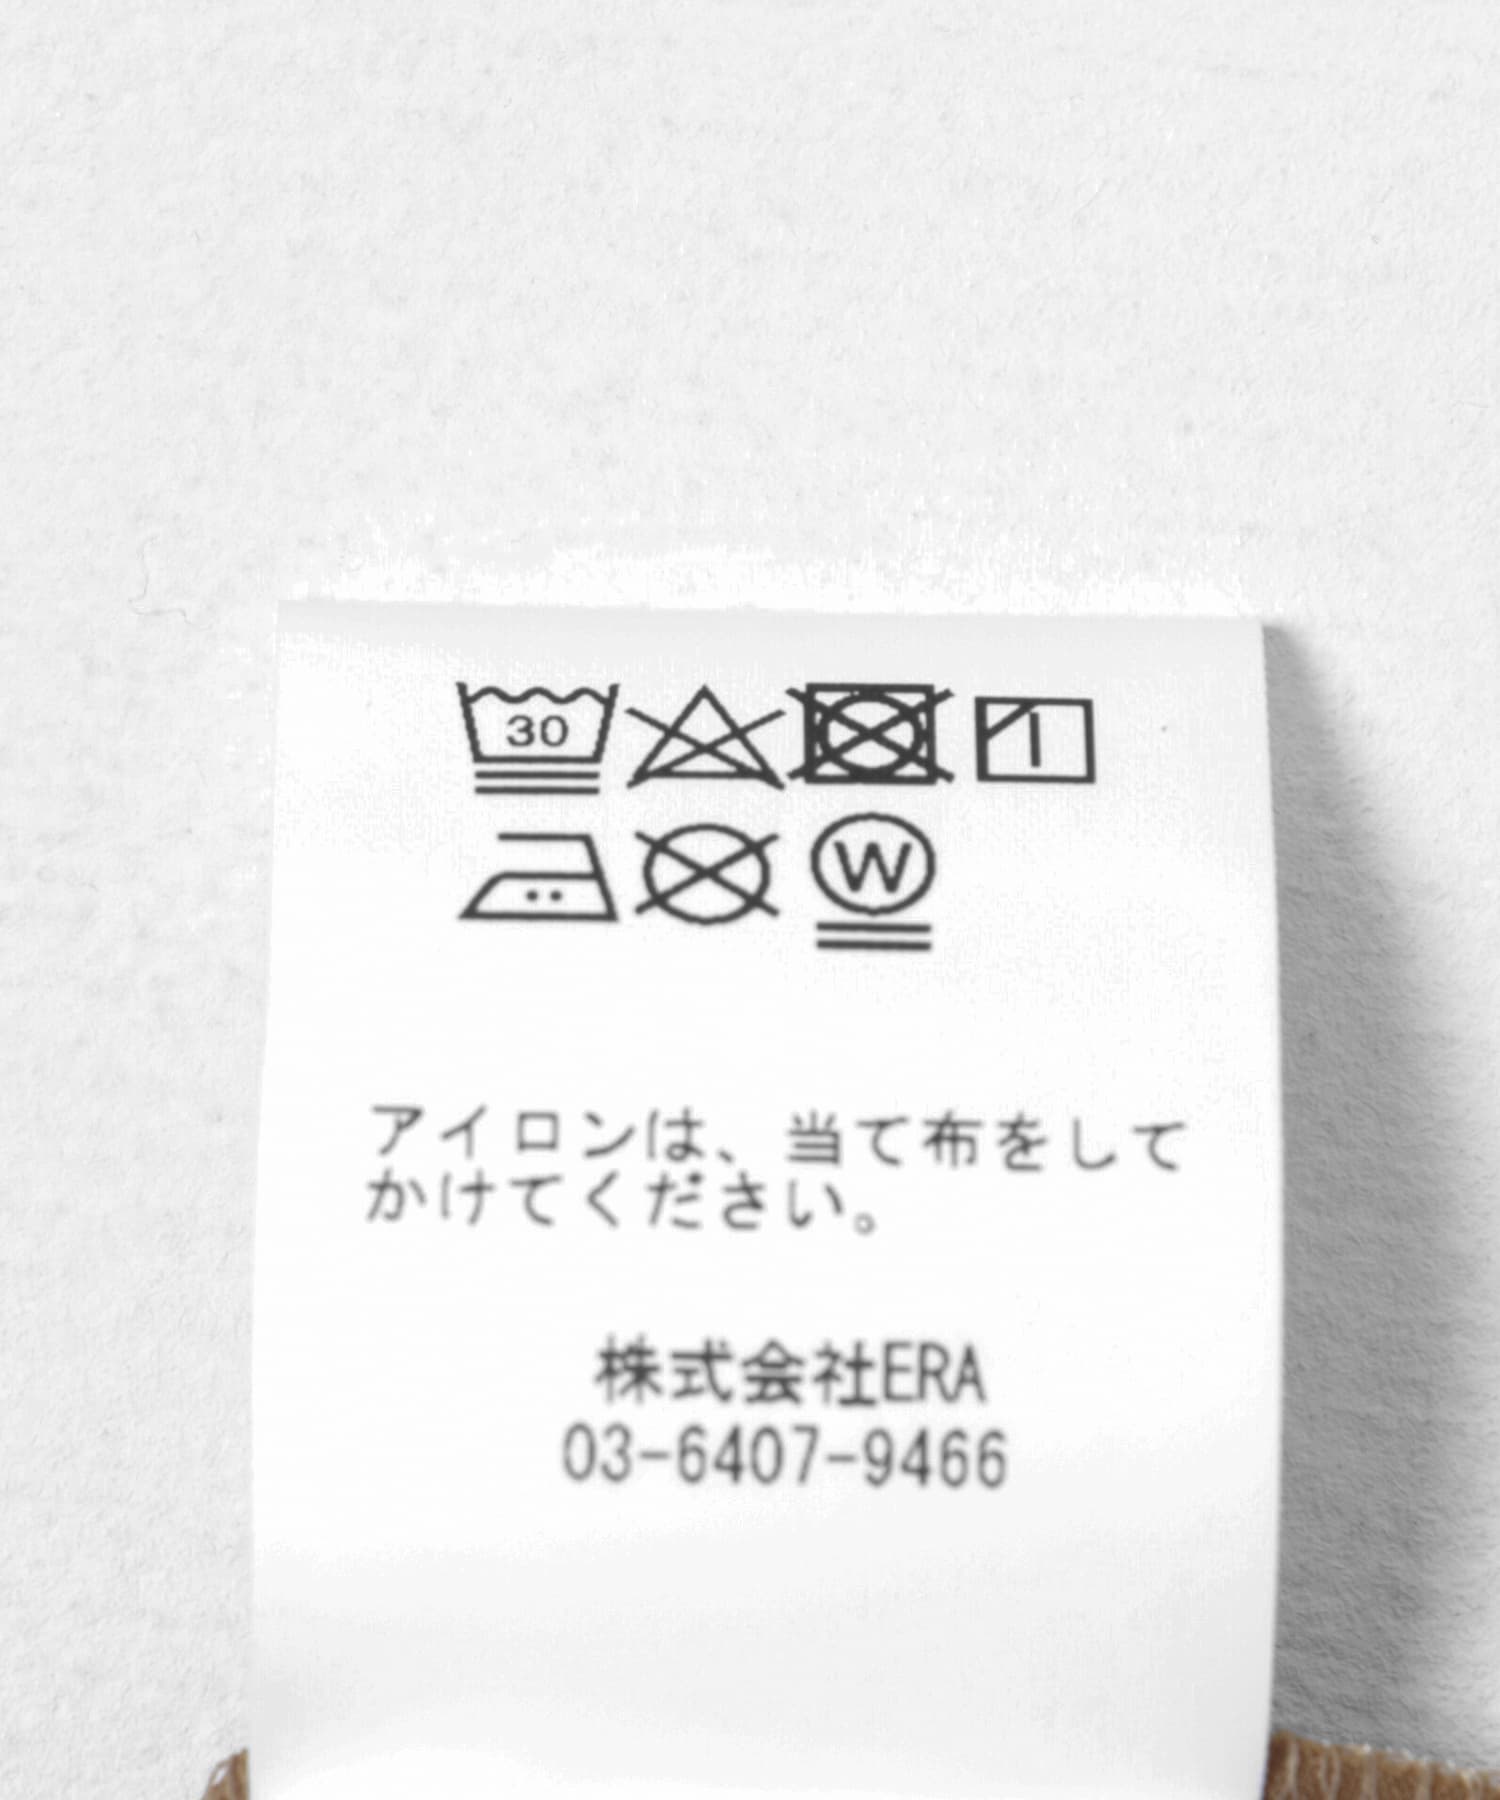 30
W
アイロンは、当て布をして
かけてください。
株式会社ERA
03-6407-9466